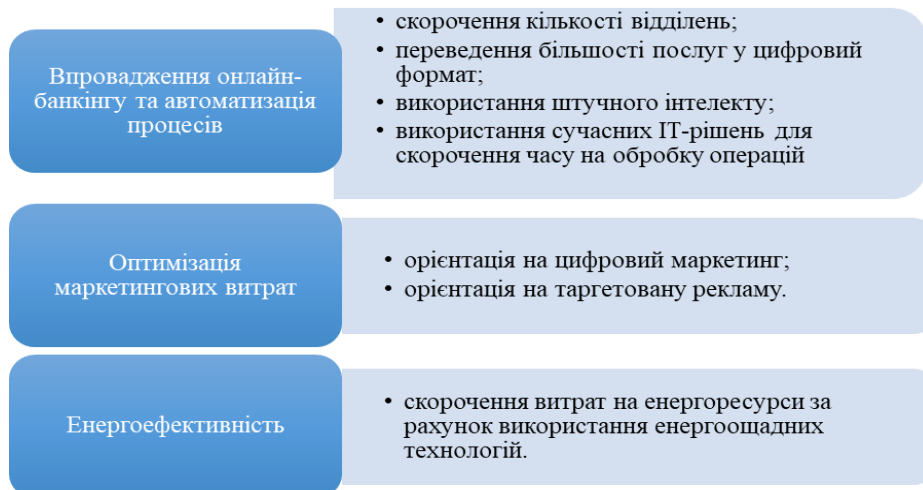 Впровадження онлайн-
банкінгу та автоматизація
процесів
• скорочення кількості відділень;
• переведення більшості послуг у цифровий
формат;
• використання штучного інтелекту;
• використання сучасних ІТ-рішень для
скорочення часу на обробку операцій
Оптимізація
маркетингових витрат
• орієнтація на цифровий маркетинг;
• орієнтація на таргетовану рекламу.
Енергоефективність
• скорочення витрат на енергоресурси за
рахунок використання енергоощадних
технологій.